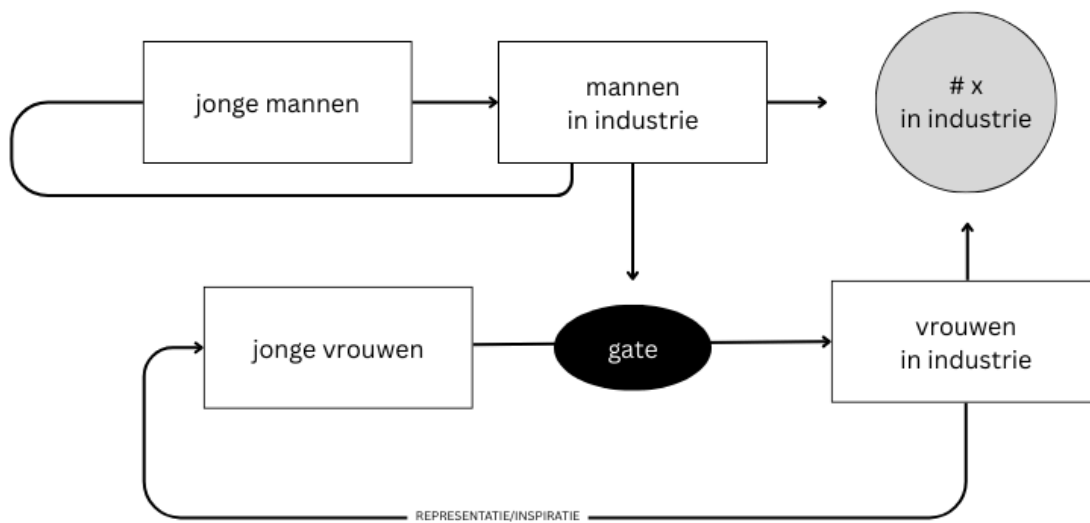 jonge mannen
mannen
in industrie
# x
in industrie
jonge vrouwen
gate
vrouwen
in industrie
REPRESENTATIE/INSPIRATIE